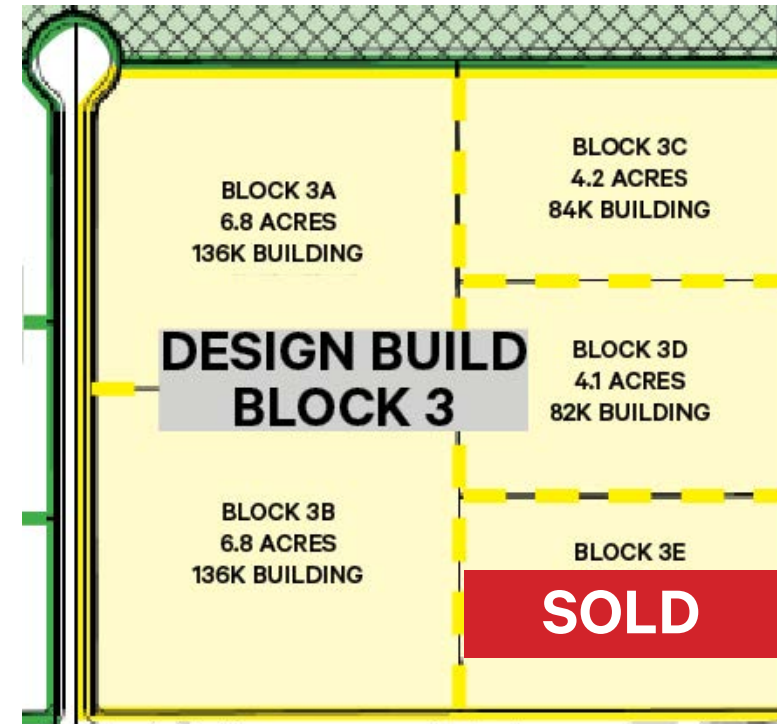 BLOCK 3A
6.8 ACRES
136K BUILDING
BLOCK 3C
4.2 ACRES
84K BUILDING
DESIGN BUILD
BLOCK 3
BLOCK 3D
4.1 ACRES
82K BUILDING
BLOCK 3B
6.8 ACRES
136K BUILDING
BLOCK 3E
SOLD